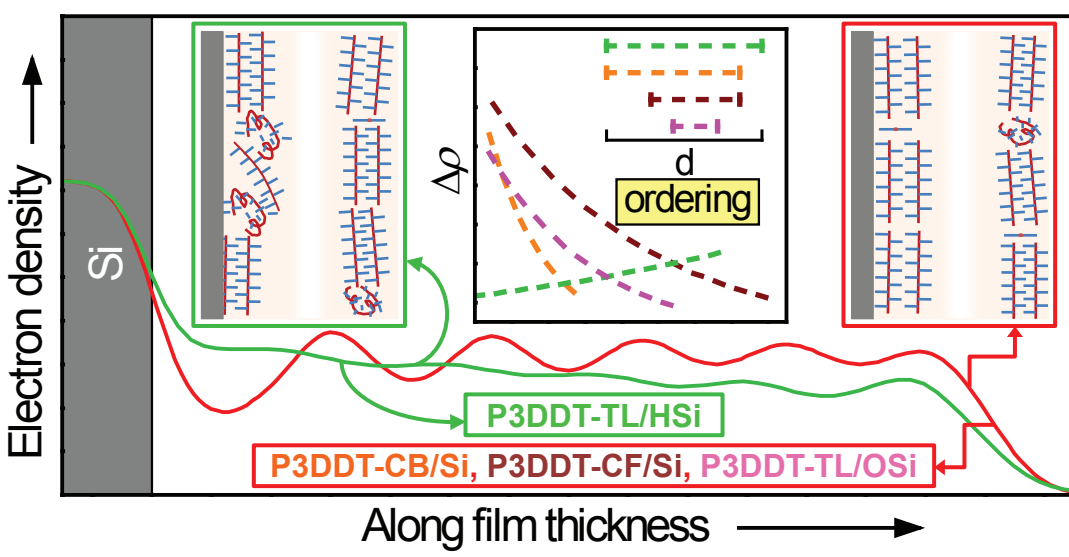 Electron density
Si
Δρ
d
ordering
P3DDT-TL/HSi
P3DDT-CB/Si, P3DDT-CF/Si, P3DDT-TL/OSi
Along film thickness